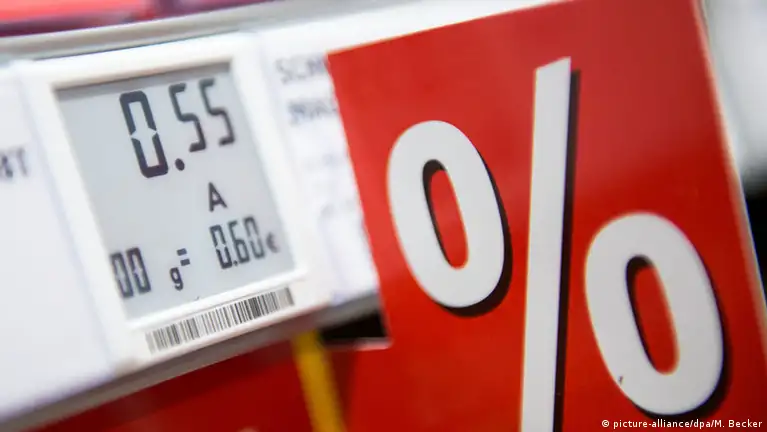 0.55
A
00 g= 0.60€
%
© picture-alliance/dpa/M. Becker